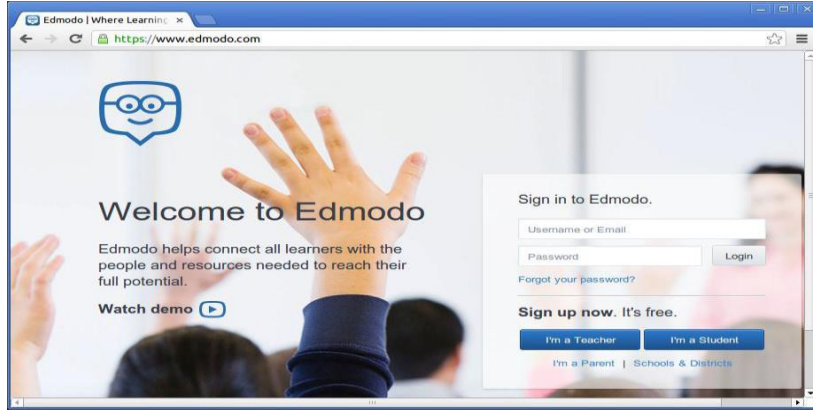 Edmodo | Where Learning
https://www.edmodo.com
Welcome to Edmodo
Edmodo helps connect all learners with the
people and resources needed to reach their
full potential.
Watch demo
Sign in to Edmodo.
Username or Email
Password
Login
Forgot your password?
Sign up now. It's free.
I'm a Teacher
I'm a Student
I'm a Parent | Schools & Districts